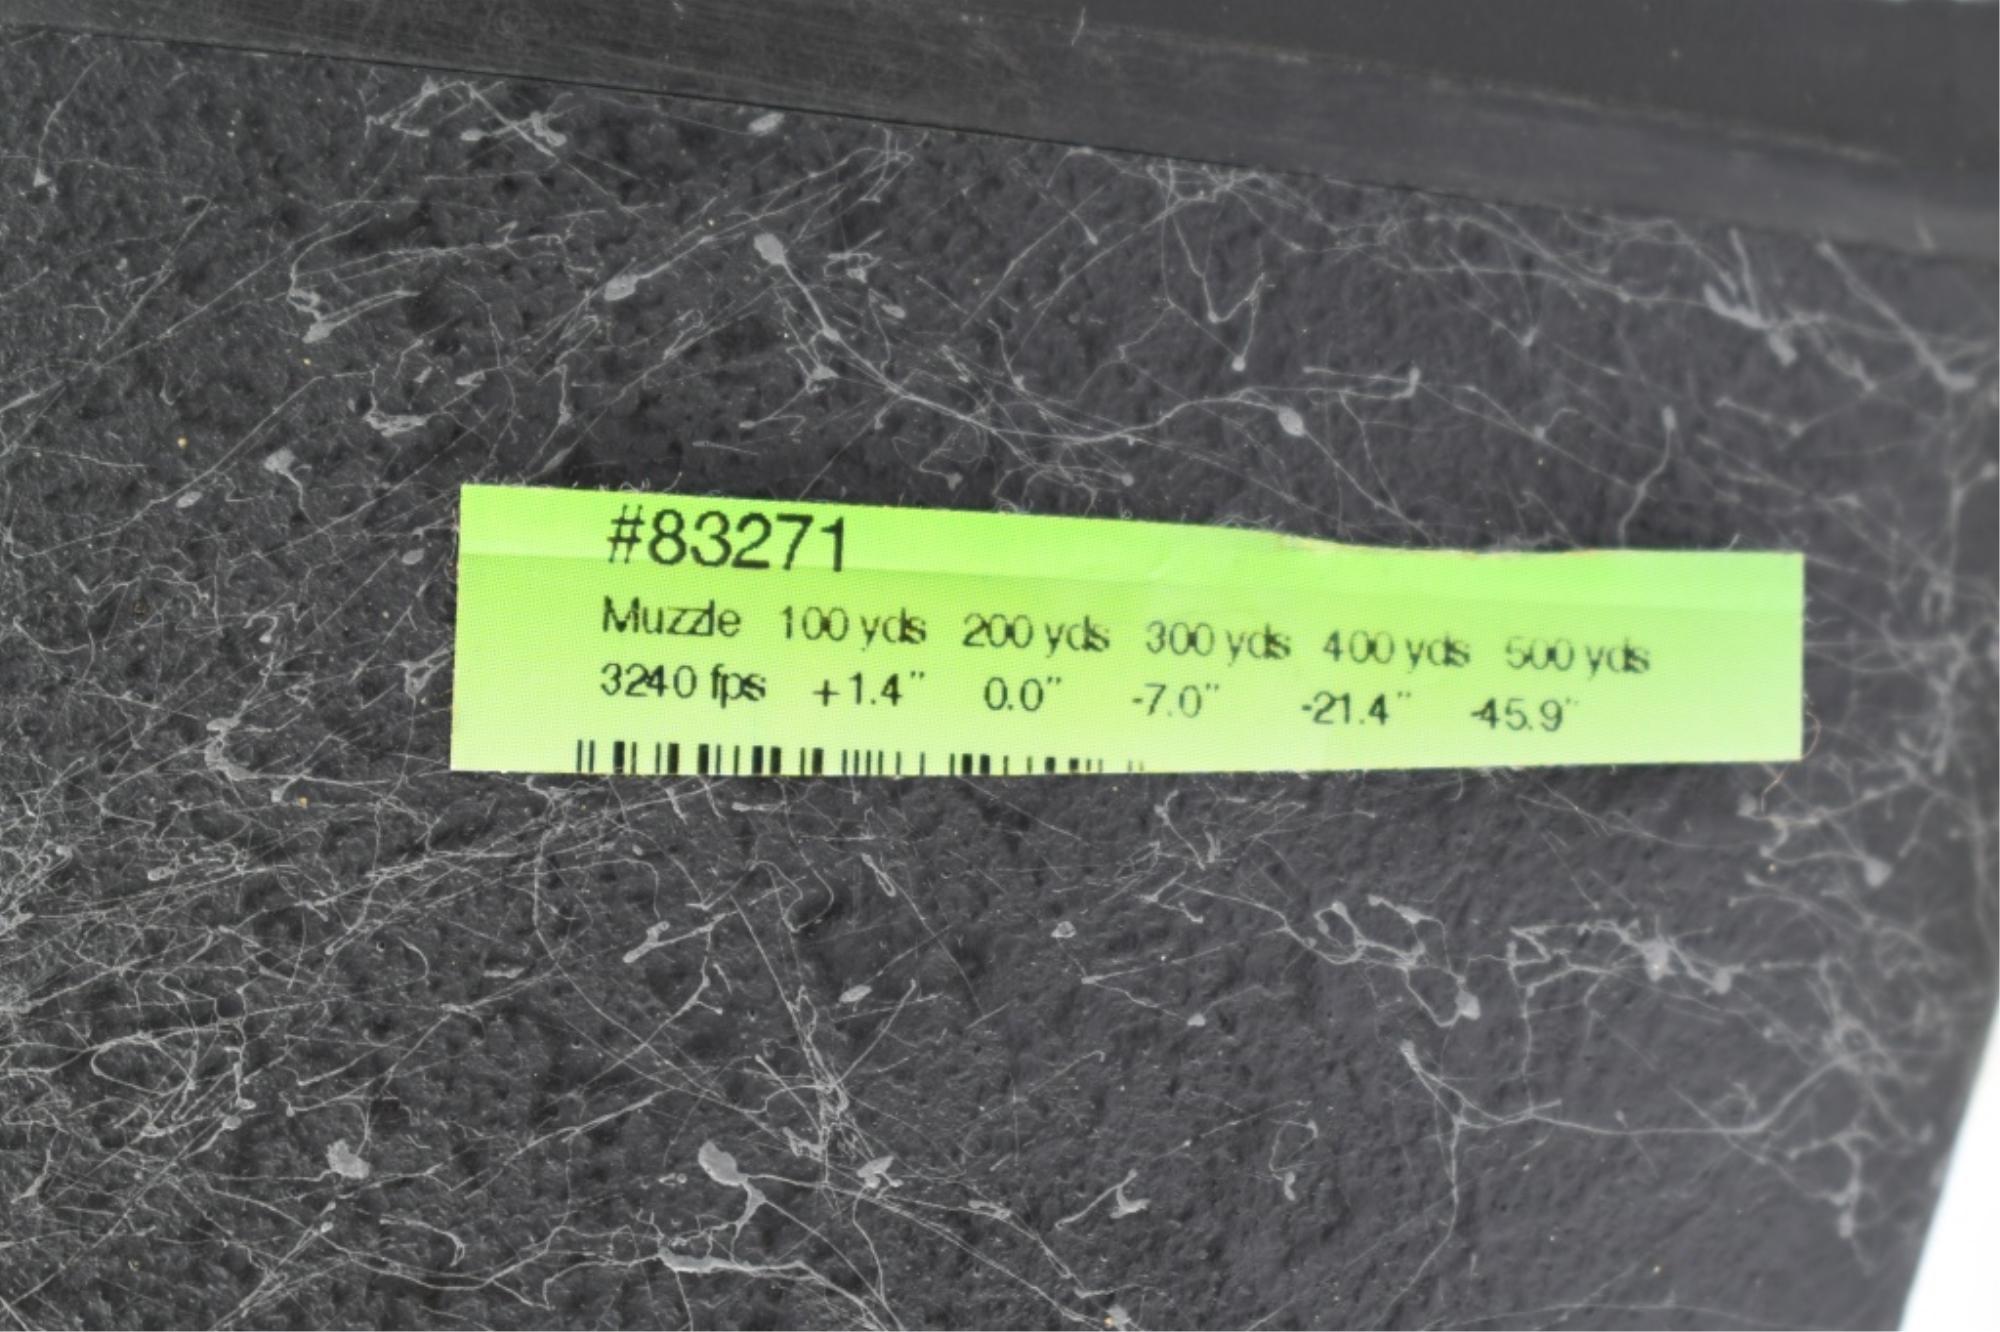 #83271
Muzzle 100 yds 200 yds 300 yds 400 yds 500 yds
3240 fps +1.4" 0.0" -7.0" -21.4" -45.9"